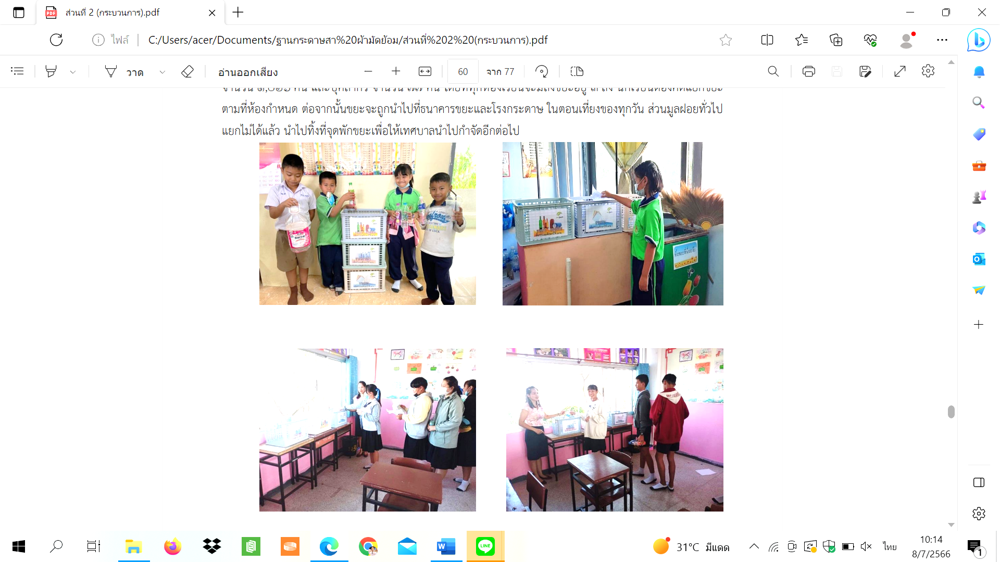 ส่วนที่ 2 (กระบวนการ).pdf
ไฟล์
C:/Users/acer/Documents/ฐานกระดาษสา%20ผ้ามัดย้อม/ส่วนที่%202%20(กระบวนการ).pdf
วาด
อ่านออกเสียง
60
จาก 77
ตามที่ห้องกำหนด ต่อจากนั้นขยะจะถูกนำไปที่ธนาคารขยะและโรงกระดาษ ในตอนเที่ยงของทุกวัน ส่วนมูลฝอยทั่วไป
แยกไม่ได้แล้ว นำไปทิ้งที่จุดพักขยะเพื่อให้เทศบาลนำไปกำจัดอีกต่อไป
31°C มีแดด
ไทย
10:14
8/7/2566
1
LINE